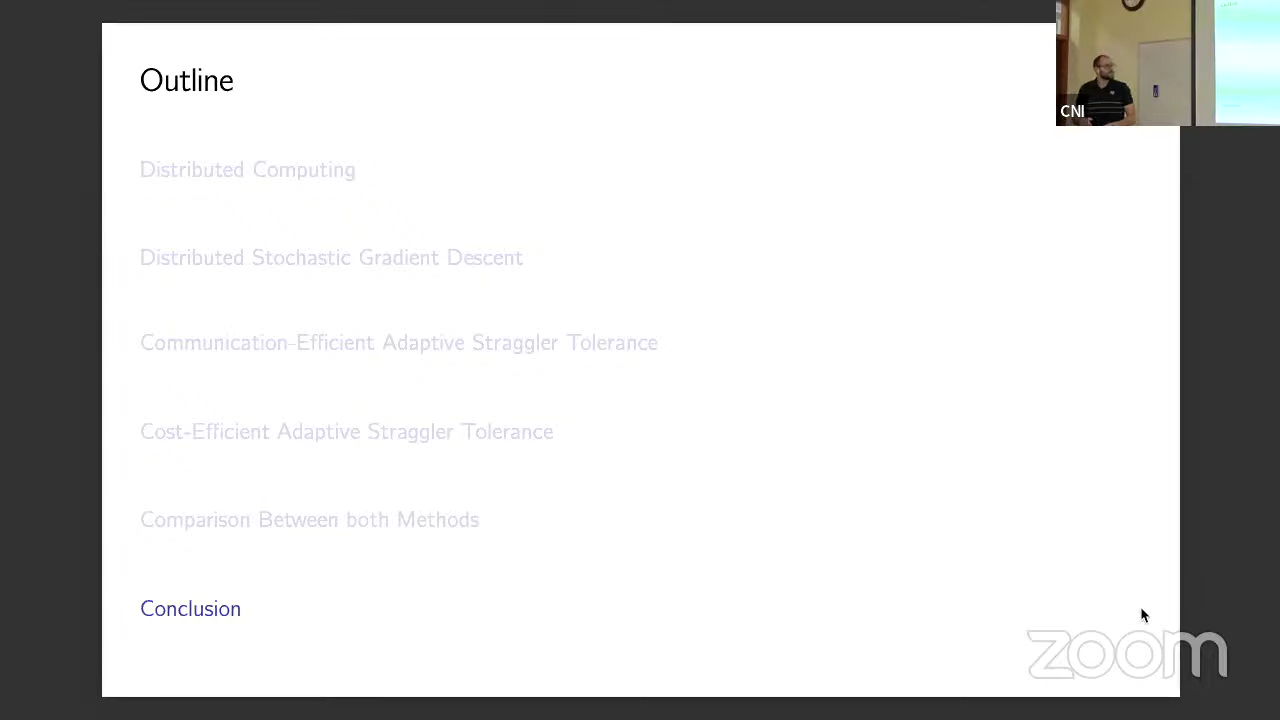 Outline
CNI
Distributed Computing
Distributed Stochastic Gradient Descent
Communication-Efficient Adaptive Straggler Tolerance
Cost-Efficient Adaptive Straggler Tolerance
Comparison Between both Methods
Conclusion
zoom